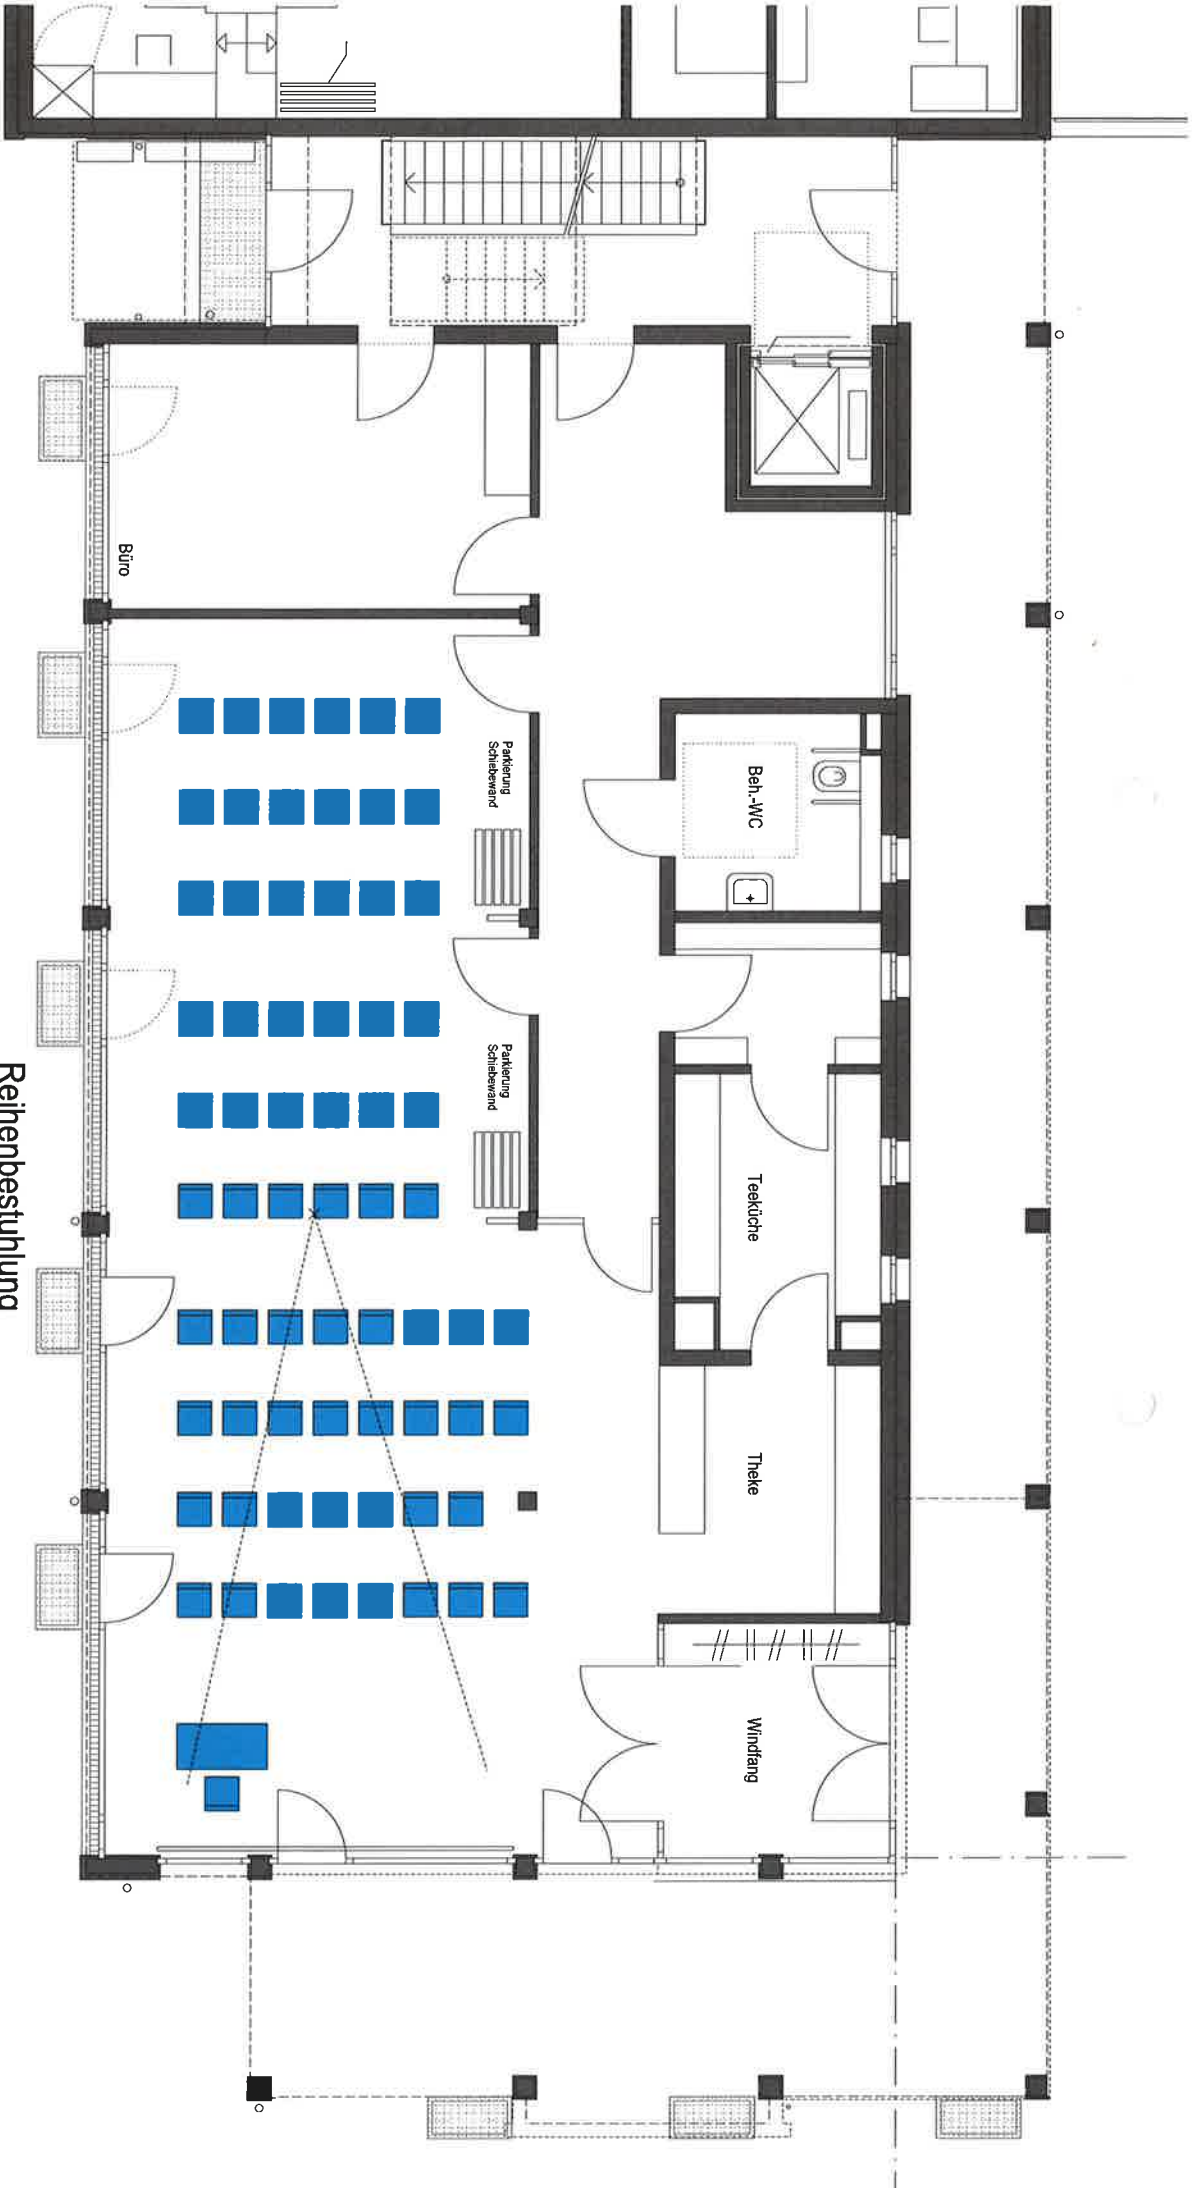 Büro
Parkierung
Schiebewand
Beh.-WC
Parkierung
Schiebewand
Teeküche
Theke
Windfang
Reihenbestuhlung